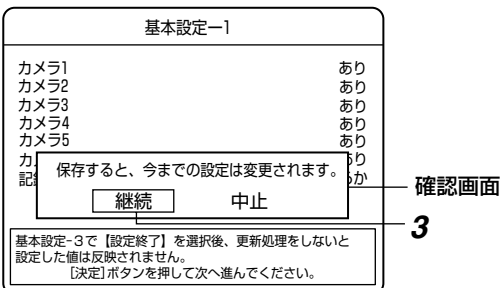 基本設定ー1
カメラ1 あり
カメラ2 あり
カメラ3 あり
カメラ4 あり
カメラ5 あり
カ り
記 か
保存すると、今までの設定は変更されます。
継続 中止
確認画面
3
基本設定-3で【設定終了】を選択後、更新処理をしないと
設定した値は反映されません。
[決定]ボタンを押して次へ進んでください。